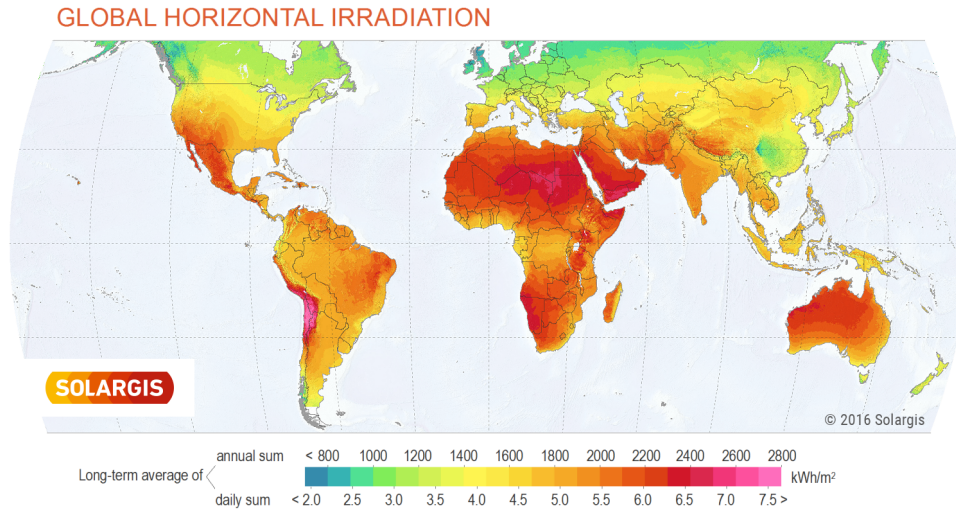 GLOBAL HORIZONTAL IRRADIATION
SOLARGIS
© 2016 Solargis
Long-term average of
annual sum < 800 1000 1200 1400 1600 1800 2000 2200 2400 2600 2800
kWh/m²
daily sum < 2.0 2.5 3.0 3.5 4.0 4.5 5.0 5.5 6.0 6.5 7.0 7.5 >